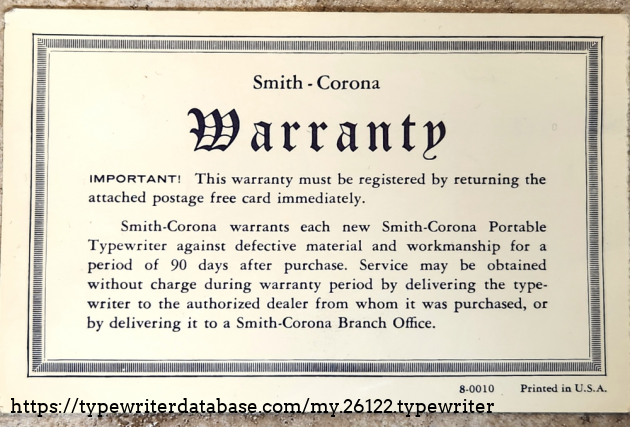 Smith - Corona
Warranty
IMPORTANT! This warranty must be registered by returning the
attached postage free card immediately.
Smith-Corona warrants each new Smith-Corona Portable
Typewriter against defective material and workmanship for a
period of 90 days after purchase. Service may be obtained
without charge during warranty period by delivering the type-
writer to the authorized dealer from whom it was purchased, or
by delivering it to a Smith-Corona Branch Office.
8-0010 Printed in U.S.A.
https://typewriterdatabase.com/my.26122.typewriter